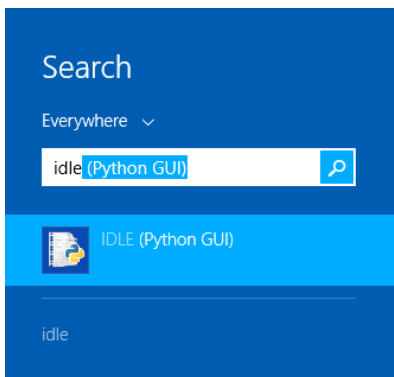 Search
Everywhere
idle (Python GUI)
IDLE (Python GUI)
idle